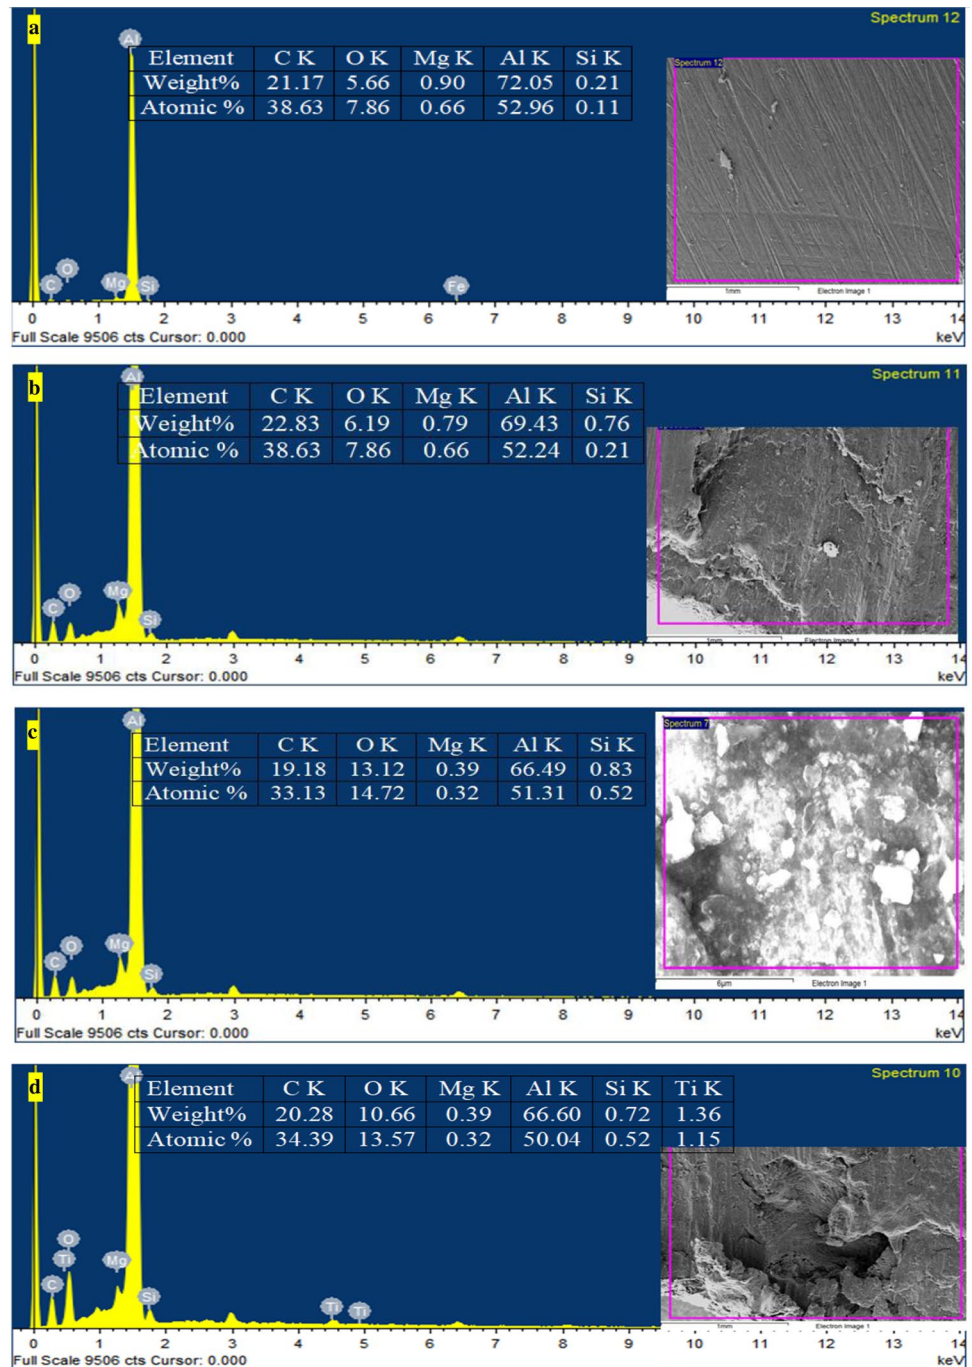 a
Spectrum 12
Al
Element C K O K Mg K Al K Si K
Weight% 21.17 5.66 0.90 72.05 0.21
Atomic % 38.63 7.86 0.66 52.96 0.11
Spectrum 12
1mm Electron Image 1
C O Mg Si Fe
0 1 2 3 4 5 6 7 8 9 10 11 12 13 14
Full Scale 9506 cts Cursor: 0.000 keV
b
Spectrum 11
Al
Element C K O K Mg K Al K Si K
Weight% 22.83 6.19 0.79 69.43 0.76
Atomic % 38.63 7.86 0.66 52.24 0.21
1mm Electron Image 1
C O Mg Si
0 1 2 3 4 5 6 7 8 9 10 11 12 13 14
Full Scale 9506 cts Cursor: 0.000 keV
c
Al
Element C K O K Mg K Al K Si K
Weight% 19.18 13.12 0.39 66.49 0.83
Atomic % 33.13 14.72 0.32 51.31 0.52
Spectrum 7
6µm Electron Image 1
C O Mg Si
0 1 2 3 4 5 6 7 8 9 10 11 12 13 14
Full Scale 9506 cts Cursor: 0.000 keV
d
Spectrum 10
Al
Element C K O K Mg K Al K Si K Ti K
Weight% 20.28 10.66 0.39 66.60 0.72 1.36
Atomic % 34.39 13.57 0.32 50.04 0.52 1.15
O
Ti
C Mg Si Ti Ti
1mm Electron Image 1
0 1 2 3 4 5 6 7 8 9 10 11 12 13 14
Full Scale 9506 cts Cursor: 0.000 keV